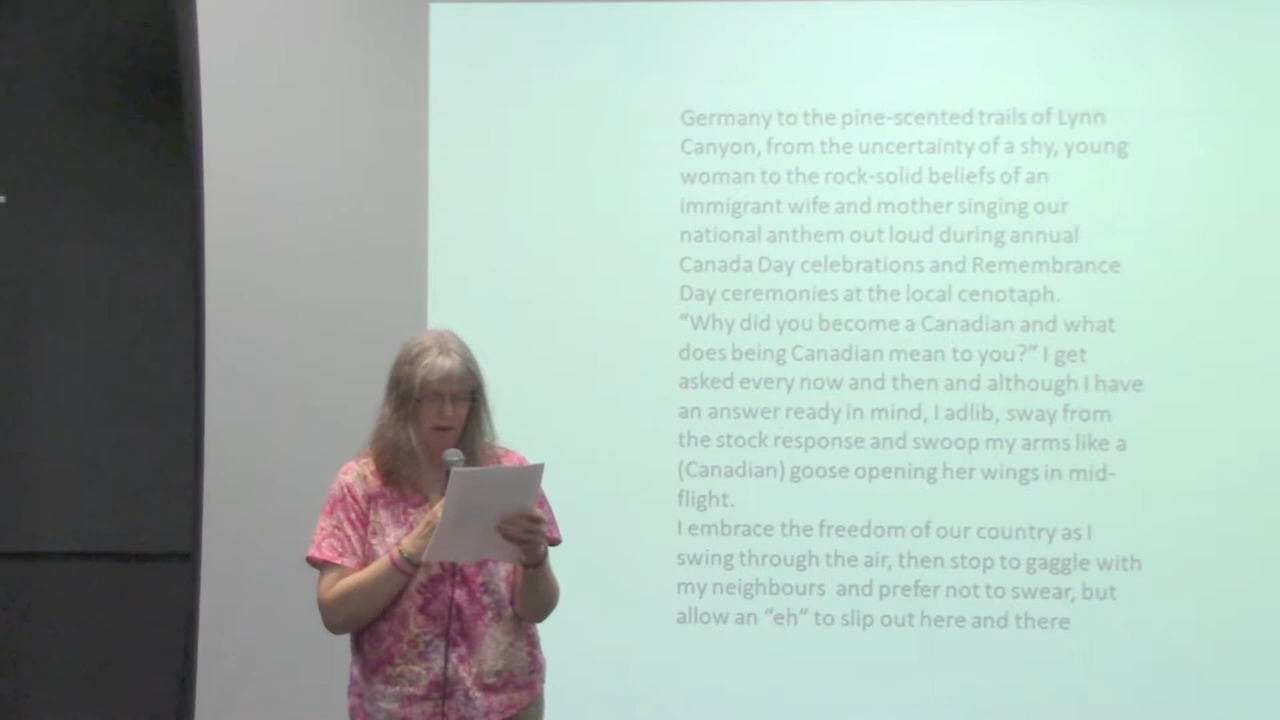 Germany to the pine-scented trails of Lynn
Canyon, from the uncertainty of a shy, young
woman to the rock-solid beliefs of an
immigrant wife and mother singing our
national anthem out loud during annual
Canada Day celebrations and Remembrance
Day ceremonies at the local cenotaph.
“Why did you become a Canadian and what
does being Canadian mean to you?” I get
asked every now and then and although I have
an answer ready in mind, I adlib, sway from
the stock response and swoop my arms like a
(Canadian) goose opening her wings in mid-
flight.
I embrace the freedom of our country as I
swing through the air, then stop to gaggle with
my neighbours  and prefer not to swear, but
allow an “eh” to slip out here and there